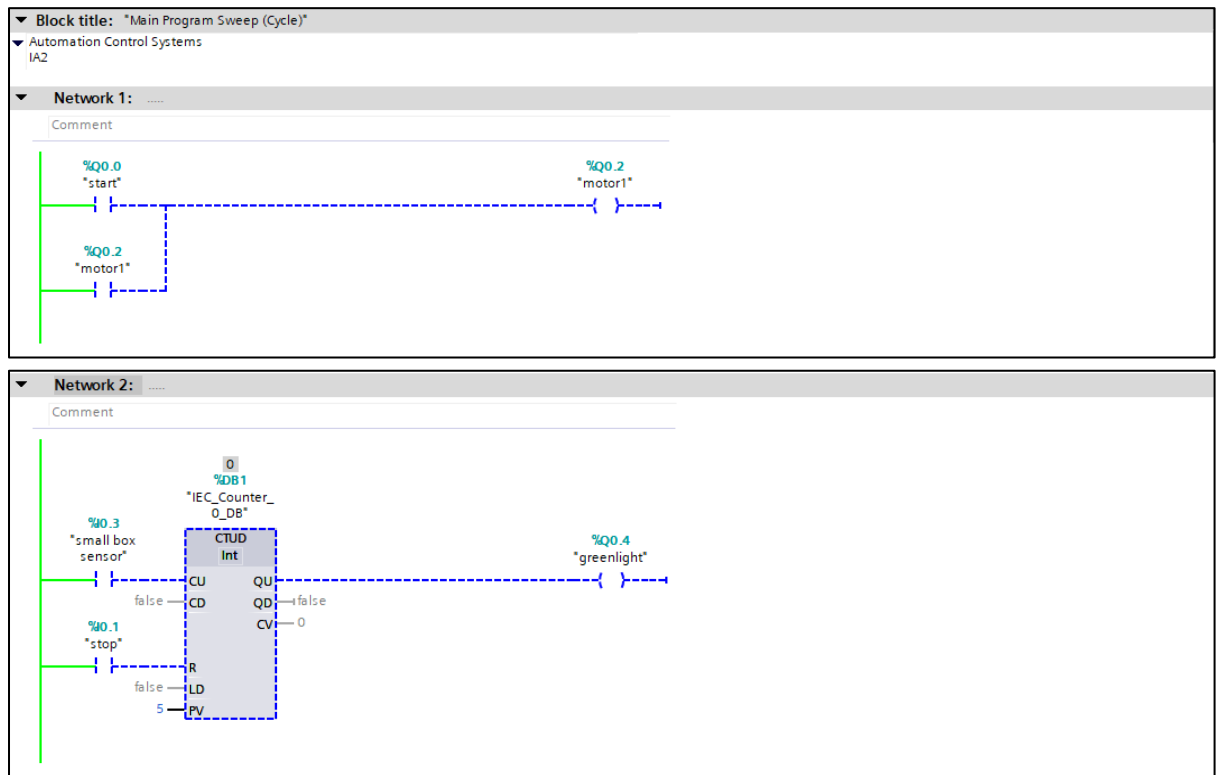 Block title: "Main Program Sweep (Cycle)"
Automation Control Systems
IA2
Network 1: .....
Comment
%Q0.0
"start"
%Q0.2
"motor1"
%Q0.2
"motor1"
Network 2: .....
Comment
0
%DB1
"IEC_Counter_
0_DB"
%I0.3
"small box
sensor"
CTUD
Int
%Q0.4
"greenlight"
CU QU
false CD QD false
%I0.1
"stop"
CV 0
R
false LD
5 PV